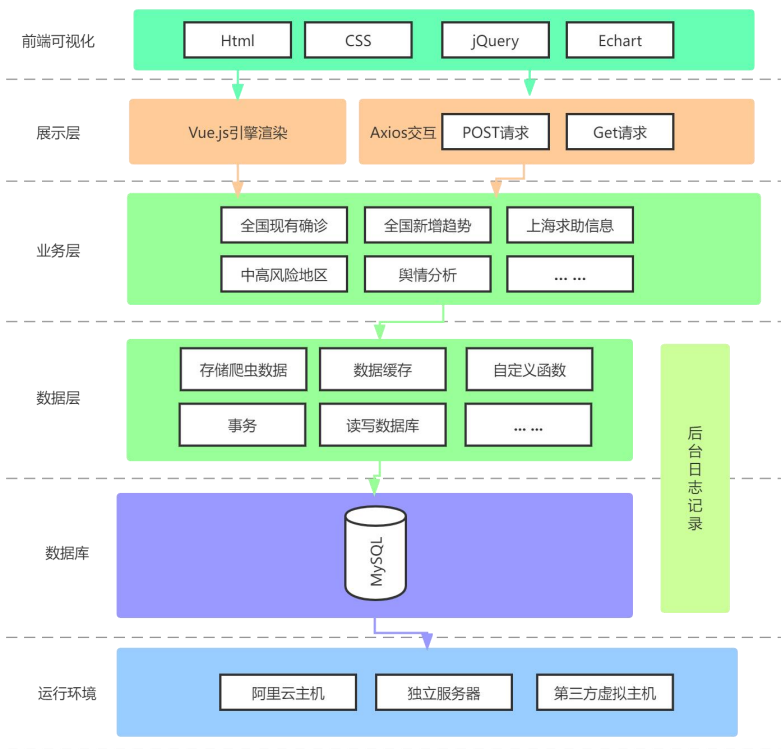 前端可视化
Html
CSS
jQuery
Echart
展示层
Vue.js引擎渲染
Axios交互
POST请求
Get请求
业务层
全国现有确诊
全国新增趋势
上海求助信息
中高风险地区
舆情分析
... ...
数据层
存储爬虫数据
数据缓存
自定义函数
事务
读写数据库
... ...
后台日志记录
数据库
MySQL
运行环境
阿里云主机
独立服务器
第三方虚拟主机